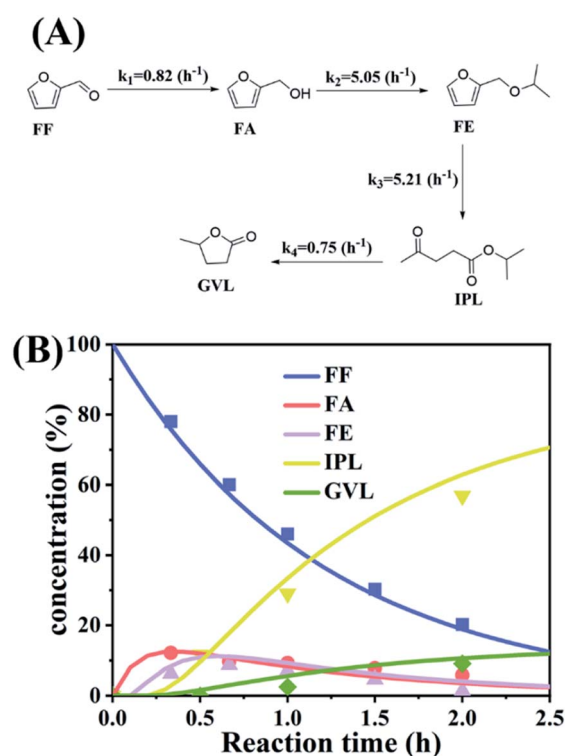 (A)
k1=0.82 (h-1)
k2=5.05 (h-1)
OH
O
O
O
O
FF
FA
FE
k3=5.21 (h-1)
k4=0.75 (h-1)
O
O
O
O
O
GVL
IPL
(B)
100
80
60
40
20
0
FF
FA
FE
IPL
GVL
concentration (%)
0.0 0.5 1.0 1.5 2.0 2.5
Reaction time (h)